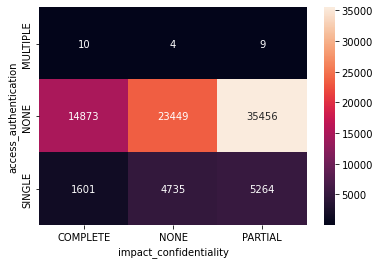 access_authentication
MULTIPLE
NONE
SINGLE
10 4 9
14873 23449 35456
1601 4735 5264
COMPLETE NONE PARTIAL
impact_confidentiality
35000
30000
25000
20000
15000
10000
5000